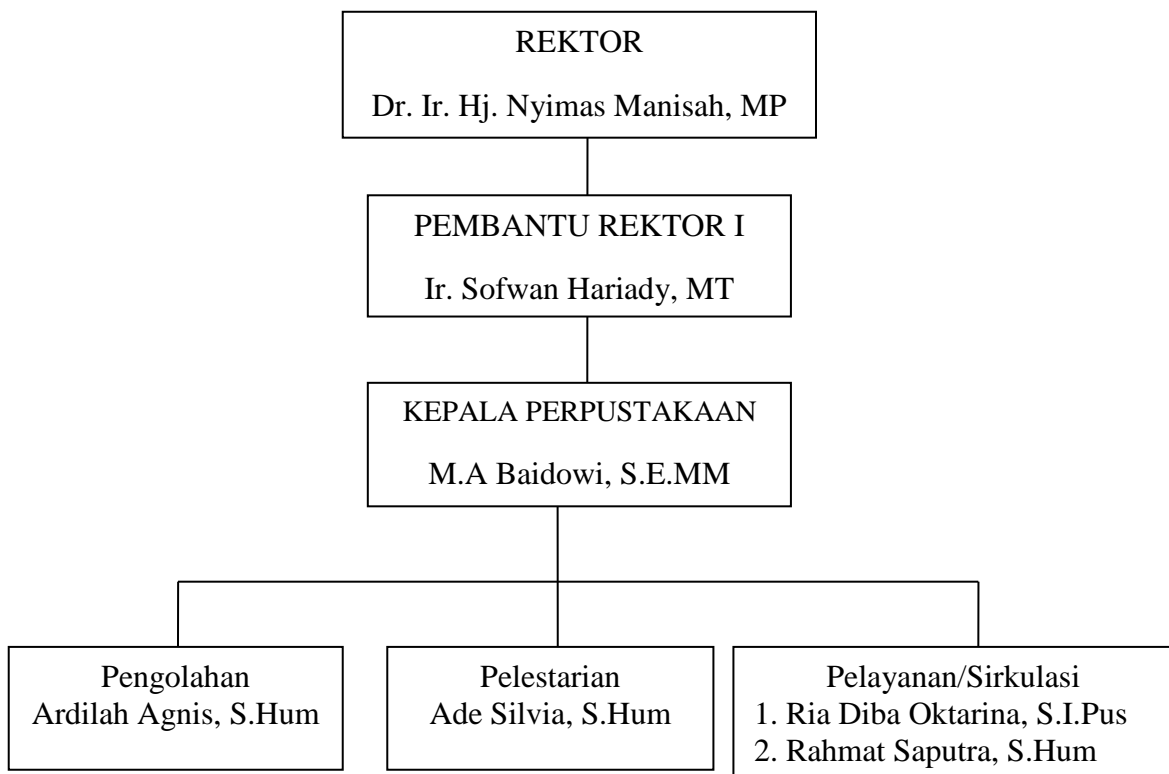 REKTOR
Dr. Ir. Hj. Nyimas Manisah, MP
PEMBANTU REKTOR I
Ir. Sofwan Hariady, MT
KEPALA PERPUSTAKAAN
M.A Baidowi, S.E.MM
Pengolahan
Ardilah Agnis, S.Hum
Pelestarian
Ade Silvia, S.Hum
Pelayanan/Sirkulasi
1. Ria Diba Oktarina, S.I.Pus
2. Rahmat Saputra, S.Hum